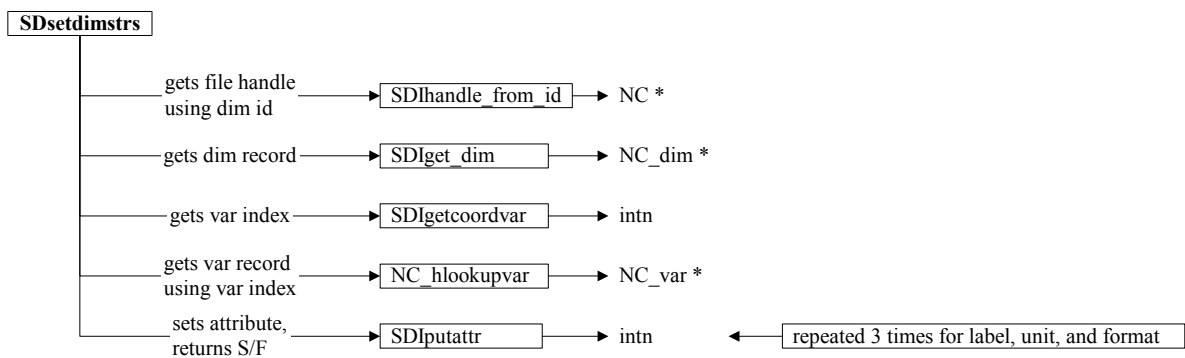 SDsetdimstrs
gets file handle
using dim id
SDIhandle_from_id
NC *
gets dim record
SDIget_dim
NC_dim *
gets var index
SDIgetcoordvar
intn
gets var record
using var index
NC_hlookupvar
NC_var *
sets attribute,
returns S/F
SDIputattr
intn
repeated 3 times for label, unit, and format